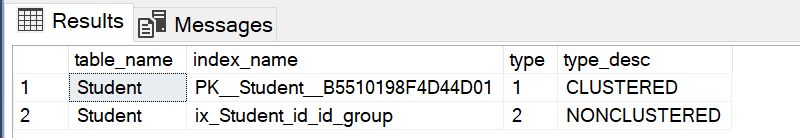 Results Messages
table_name index_name type type_desc
1 Student PK__Student__B5510198F4D44D01 1 CLUSTERED
2 Student ix_Student_id_id_group 2 NONCLUSTERED